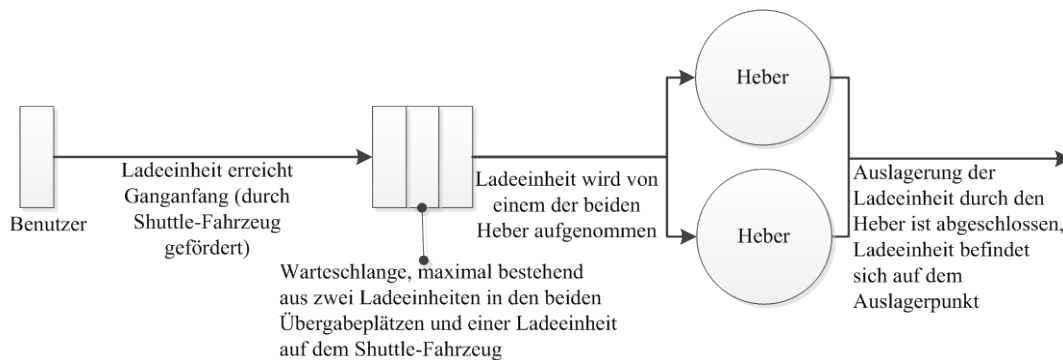 Benutzer
Ladeeinheit erreicht
Ganganfang (durch
Shuttle-Fahrzeug
gefördert)
Warteschlange, maximal bestehend
aus zwei Ladeeinheiten in den beiden
Übergabeplätzen und einer Ladeeinheit
auf dem Shuttle-Fahrzeug
Ladeeinheit wird von
einem der beiden
Heber aufgenommen
Heber
Heber
Auslagerung der
Ladeeinheit durch den
Heber ist abgeschlossen,
Ladeeinheit befindet
sich auf dem
Auslagerpunkt